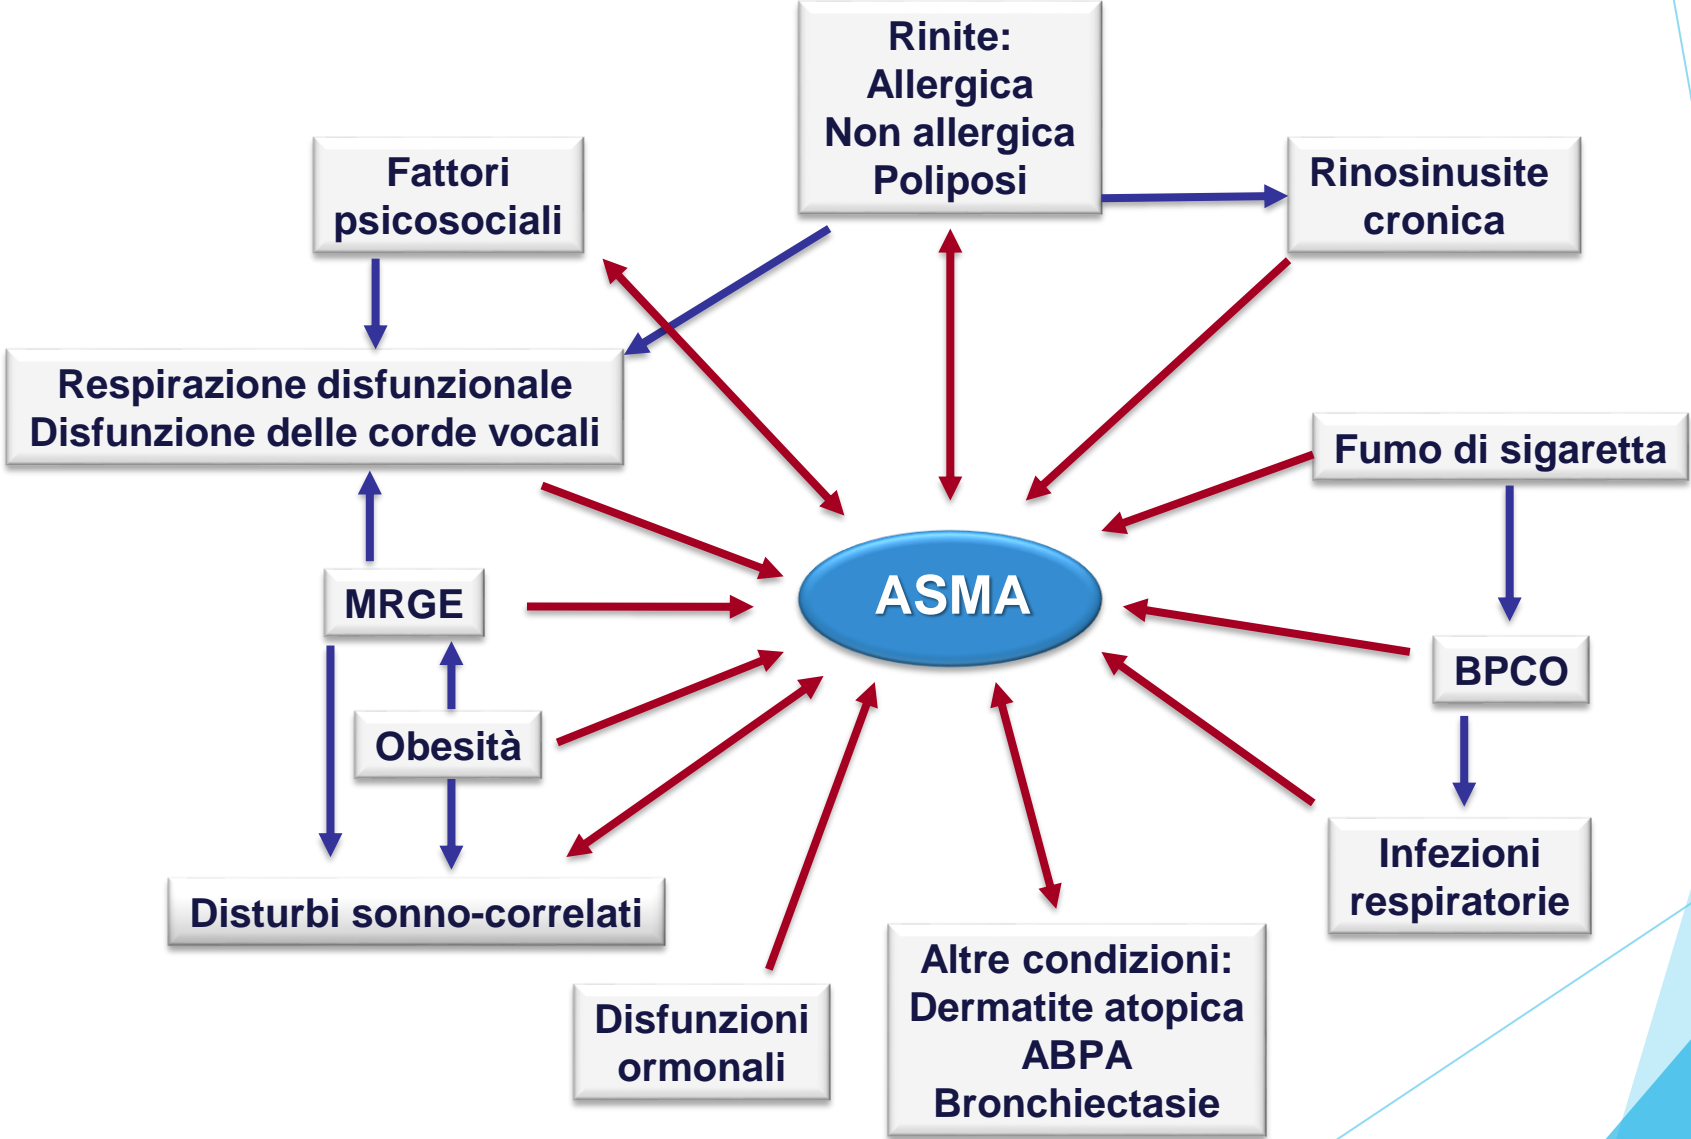 Rinite:
Allergica
Non allergica
Poliposi
Fattori
psicosociali
Rinosinusite
cronica
Respirazione disfunzionale
Disfunzione delle corde vocali
Fumo di sigaretta
ASMA
MRGE
BPCO
Obesità
Infezioni
respiratorie
Disturbi sonno-correlati
Altre condizioni:
Dermatite atopica
ABPA
Bronchiectasie
Disfunzioni
ormonali